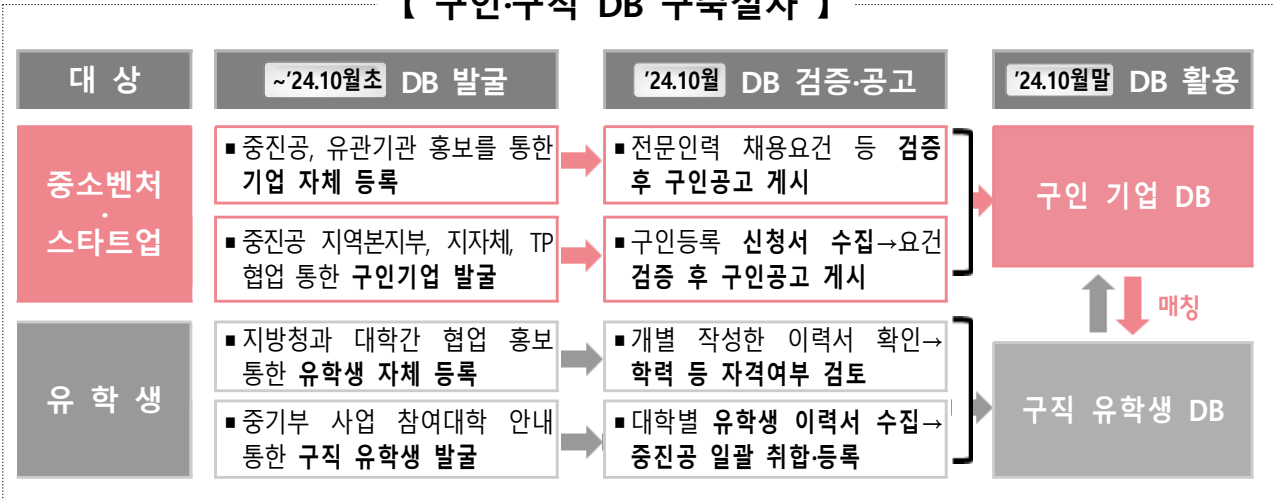 【 구인·구직 DB 구축절차 】
대 상
~’24.10월초 DB 발굴
’24.10월 DB 검증·공고
’24.10월말 DB 활용
중소벤처
·
스타트업
▪중진공, 유관기관 홍보를 통한
기업 자체 등록
▪전문인력 채용요건 등 검증
후 구인공고 게시
▪중진공 지역본지부, 지자체, TP
협업 통한 구인기업 발굴
▪구인등록 신청서 수집→요건
검증 후 구인공고 게시
구인 기업 DB
매칭
유 학 생
▪지방청과 대학간 협업 홍보
통한 유학생 자체 등록
▪개별 작성한 이력서 확인→
학력 등 자격여부 검토
▪중기부 사업 참여대학 안내
통한 구직 유학생 발굴
▪대학별 유학생 이력서 수집→
중진공 일괄 취합·등록
구직 유학생 DB